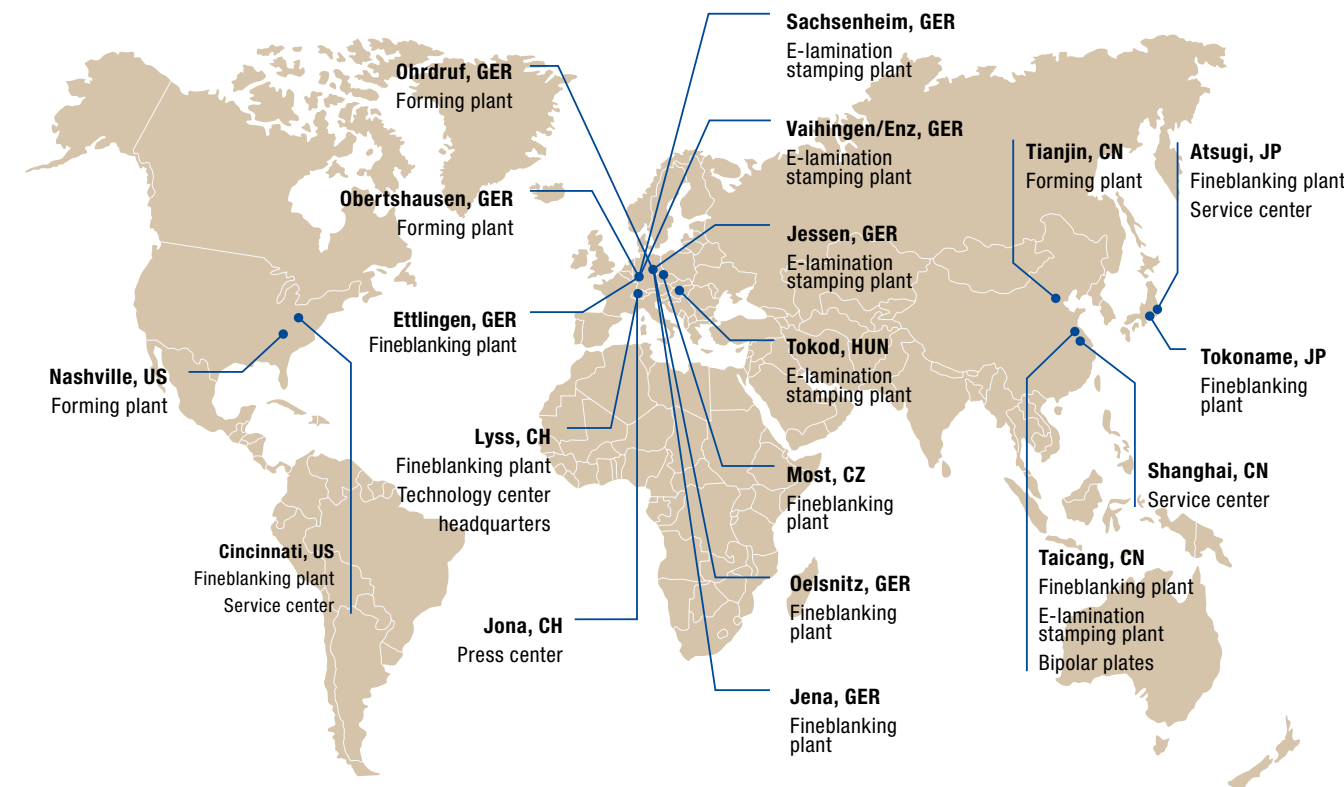 Sachsenheim, GER
E-lamination
stamping plant
Ohrdruf, GER
Forming plant
Vaihingen/Enz, GER
E-lamination
stamping plant
Tianjin, CN
Forming plant
Atsugi, JP
Fineblanking plant
Service center
Obertshausen, GER
Forming plant
Jessen, GER
E-lamination
stamping plant
Ettlingen, GER
Fineblanking plant
Tokod, HUN
E-lamination
stamping plant
Tokoname, JP
Fineblanking
plant
Nashville, US
Forming plant
Lyss, CH
Fineblanking plant
Technology center
headquarters
Most, CZ
Fineblanking
plant
Shanghai, CN
Service center
Cincinnati, US
Fineblanking plant
Service center
Taicang, CN
Fineblanking plant
E-lamination
stamping plant
Bipolar plates
Oelsnitz, GER
Fineblanking
plant
Jona, CH
Press center
Jena, GER
Fineblanking
plant